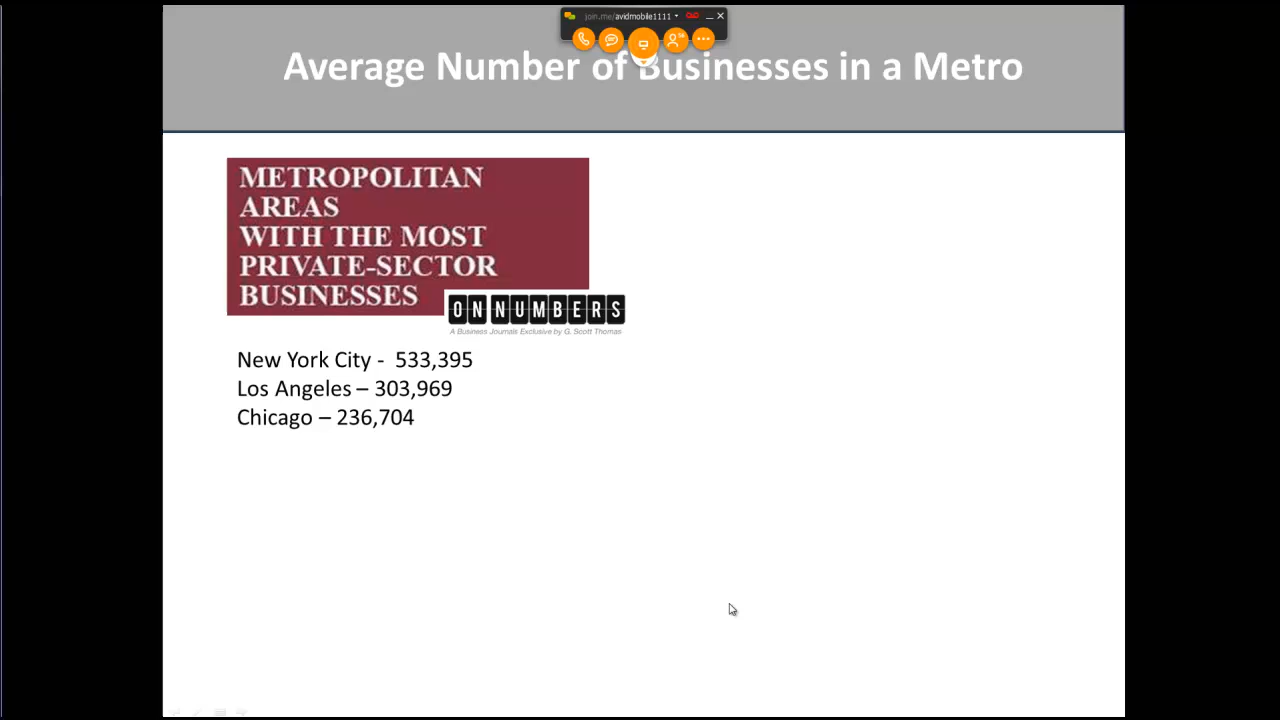 join.me/avidmobile1111
Average Number of Businesses in a Metro
METROPOLITAN
AREAS
WITH THE MOST
PRIVATE-SECTOR
BUSINESSES
ON NUMBERS
A Business Journals Exclusive by G. Scott Thomas
New York City -  533,395
Los Angeles – 303,969
Chicago – 236,704